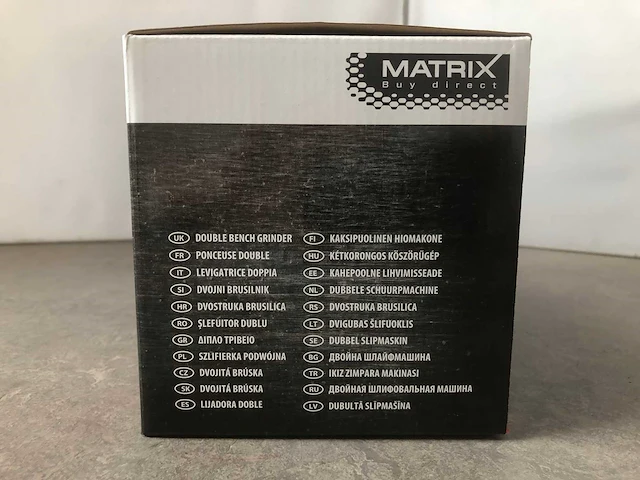 MATRIX
Buy direct
UK DOUBLE BENCH GRINDER
FR PONCEUSE DOUBLE
IT LEVIGATRICE DOPPIA
SI DVOJNI BRUSILNIK
HR DVOSTRUKA BRUSILICA
RO ŞLEFUITOR DUBLU
GR ΔΙΠΛΟ ΤΡΙΒΕΙΟ
PL SZLIFIERKA PODWÓJNA
CZ DVOJITÁ BRÚSKA
SK DVOJITÁ BRÚSKA
ES LIJADORA DOBLE
FI KAKSIPUOLINEN HIOMAKONE
HU KÉTKORONGOS KÖSZÖRŰGÉP
EE KAHEPOOLNE LIHVIMISSEADE
NL DUBBELE SCHUURPMACHINE
RS DVOSTRUKA BRUSILICA
LT DVIGUBAS ŠLIFUOKLIS
SE DUBBEL SLIPMASKIN
BG ДВОЙНА ШЛАЙФМАШИНА
TR IKIZ ZIMPARA MAKINASI
RU ДВОЙНАЯ ШЛИФОВАЛЬНАЯ МАШИНА
LV DUBULTĀ SLĪPMAŠĪNA